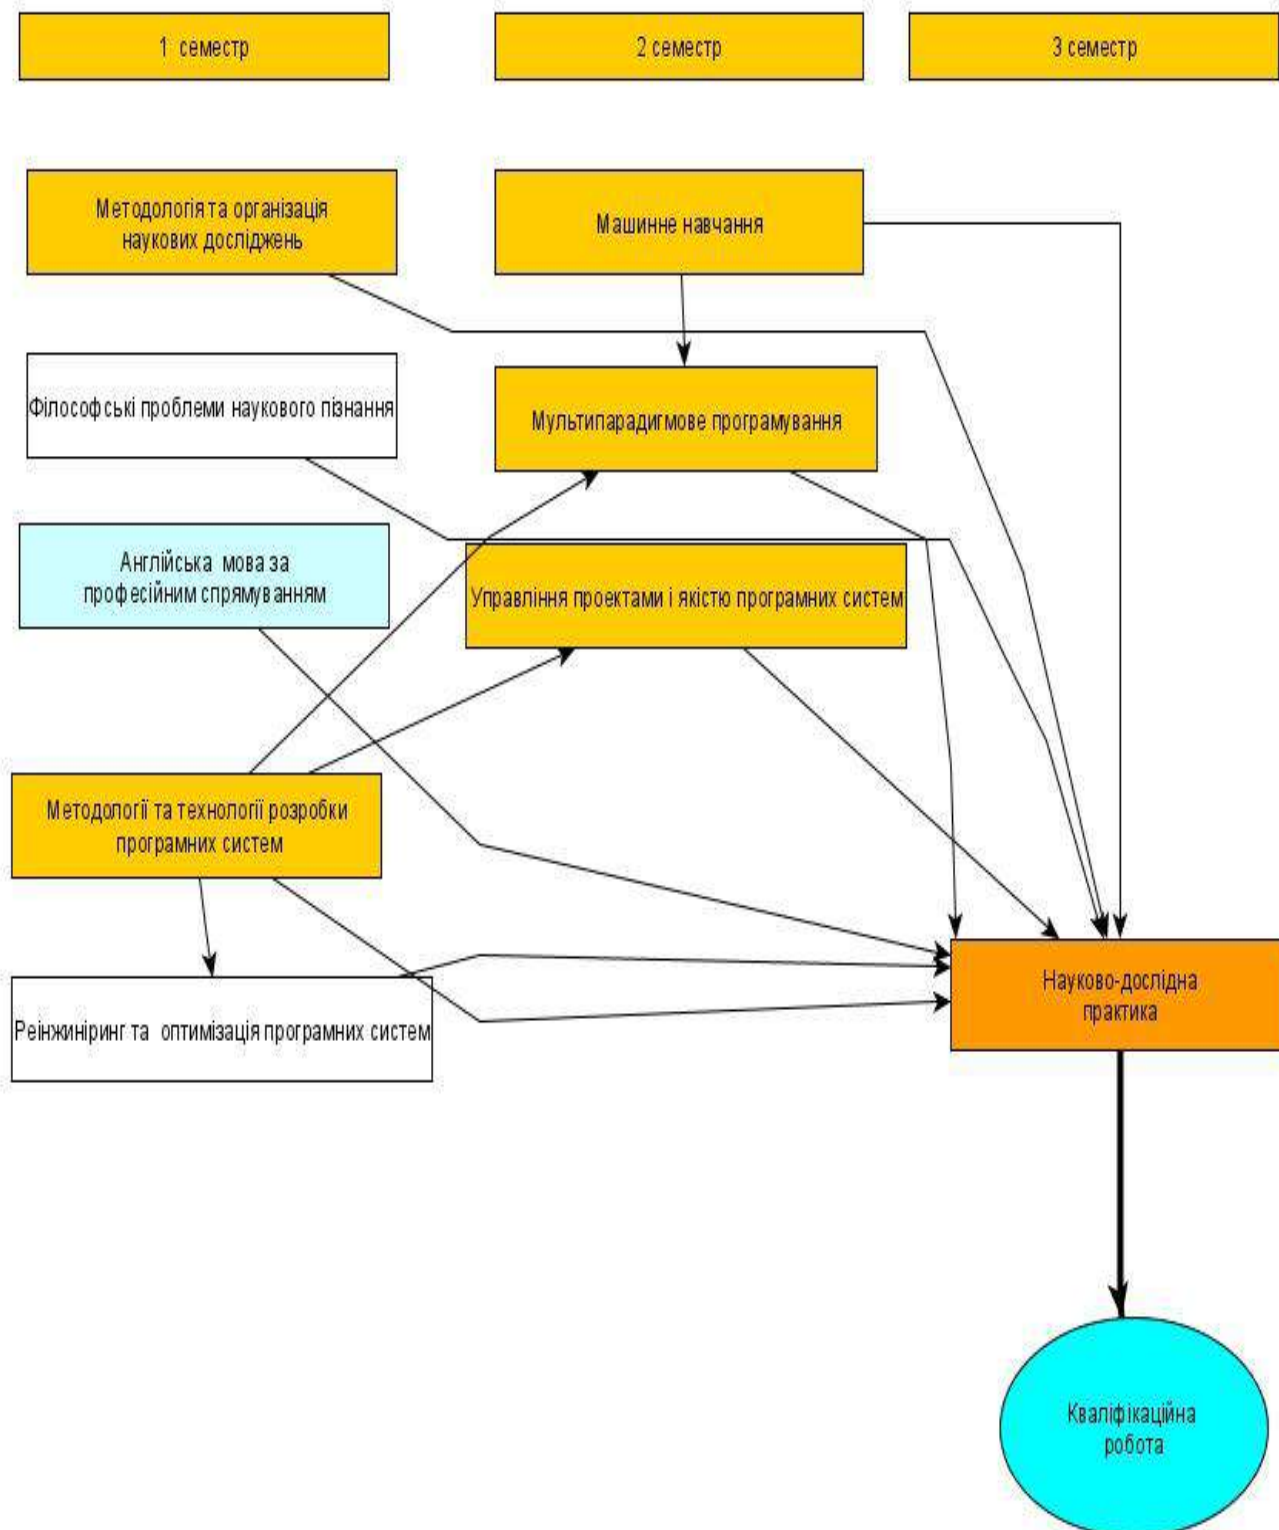 1 семестр
2 семестр
3 семестр
Методологія та організація
наукових досліджень
Машинне навчання
Філософські проблеми наукового пізнання
Мультипарадигмове програмування
Англійська мова за
професійним спрямуванням
Управління проектами і якістю програмних систем
Методології та технології розробки
програмних систем
Реінжиніринг та оптимізація програмних систем
Науково-дослідна
практика
Кваліфікаційна
робота